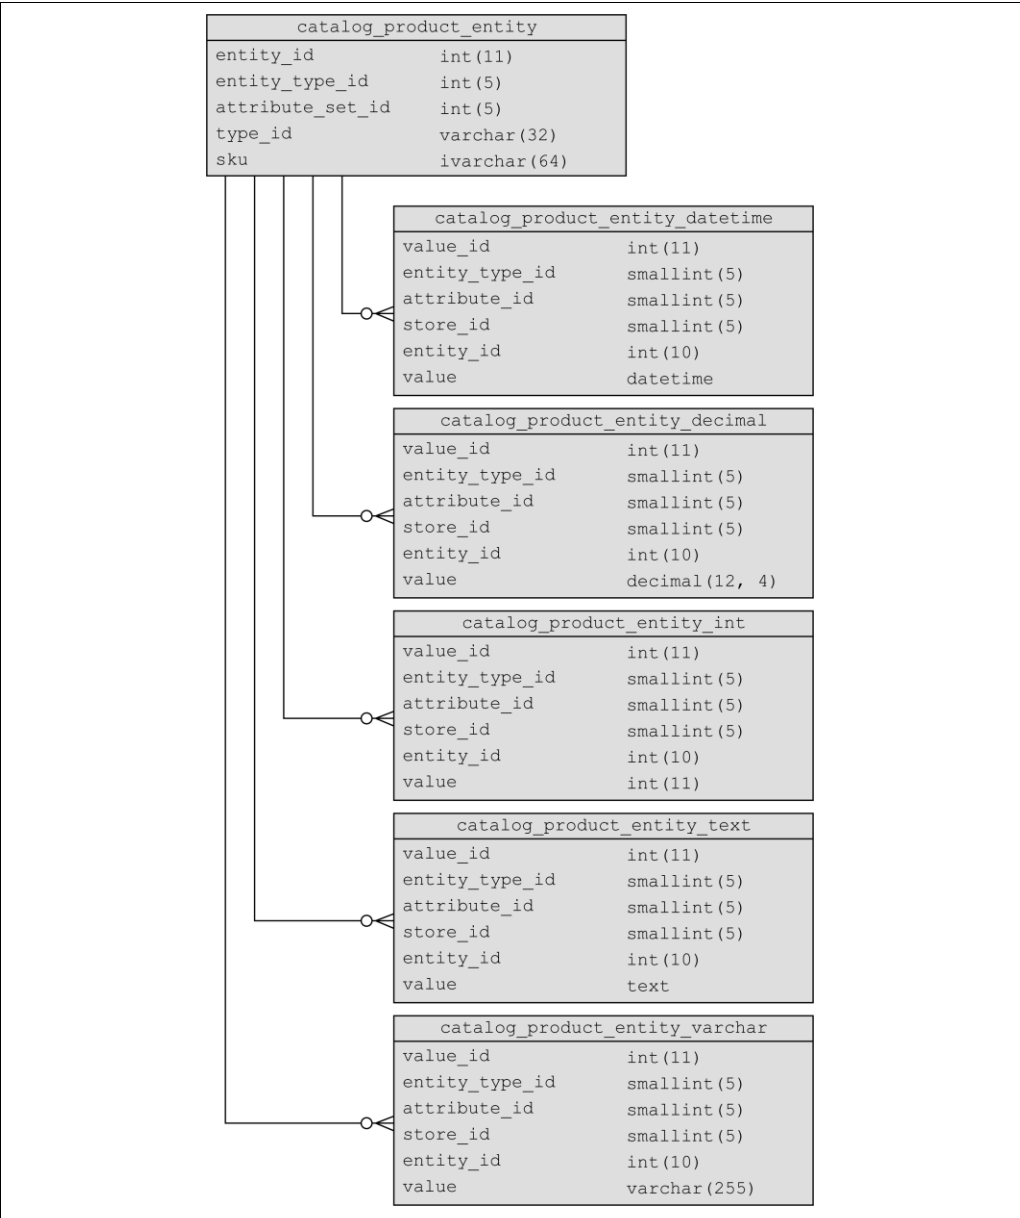 catalog_product_entity
entity_id int(11)
entity_type_id int(5)
attribute_set_id int(5)
type_id varchar(32)
sku ivarchar(64)
catalog_product_entity_datetime
value_id int(11)
entity_type_id smallint(5)
attribute_id smallint(5)
store_id smallint(5)
entity_id int(10)
value datetime
catalog_product_entity_decimal
value_id int(11)
entity_type_id smallint(5)
attribute_id smallint(5)
store_id smallint(5)
entity_id int(10)
value decimal(12, 4)
catalog_product_entity_int
value_id int(11)
entity_type_id smallint(5)
attribute_id smallint(5)
store_id smallint(5)
entity_id int(10)
value int(11)
catalog_product_entity_text
value_id int(11)
entity_type_id smallint(5)
attribute_id smallint(5)
store_id smallint(5)
entity_id int(10)
value text
catalog_product_entity_varchar
value_id int(11)
entity_type_id smallint(5)
attribute_id smallint(5)
store_id smallint(5)
entity_id int(10)
value varchar(255)